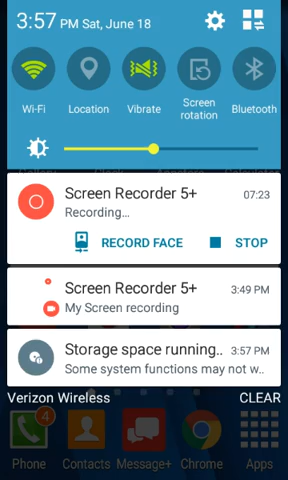 3:57 PM Sat, June 18
Wi-Fi
Location
Vibrate
Screen
rotation
Bluetooth
Screen Recorder 5+ 07:23
Recording...
RECORD FACE
STOP
Screen Recorder 5+ 3:49 PM
My Screen recording
Storage space running.. 3:57 PM
Some system functions may not w..
Verizon Wireless
CLEAR
4
Phone
Contacts
Message+
Chrome
Apps